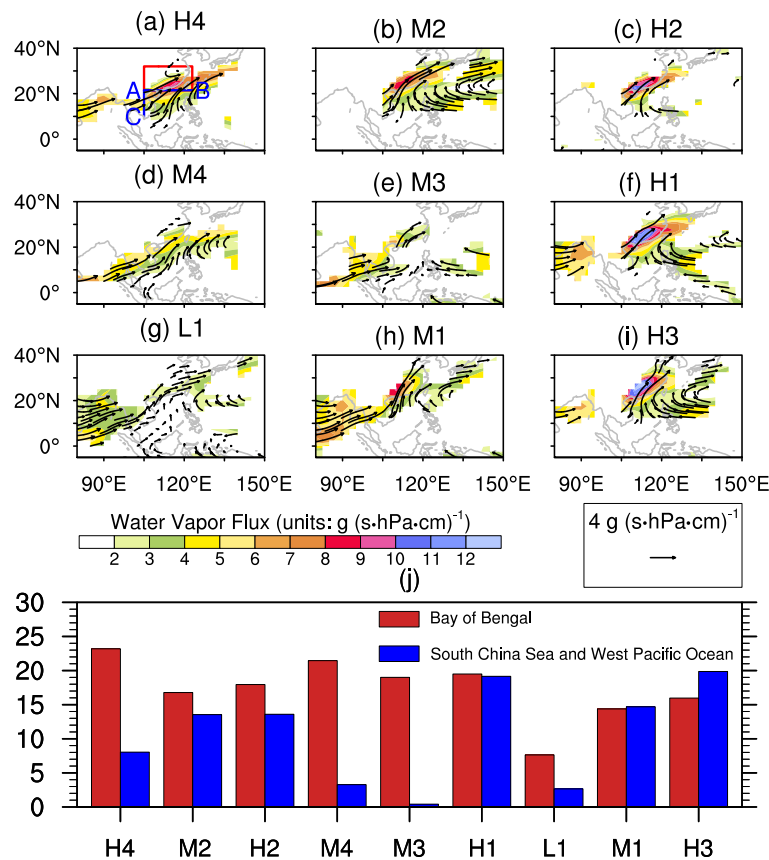 (a) H4
(b) M2
(c) H2
40°N
20°N
0°
A
B
C
(d) M4
(e) M3
(f) H1
40°N
20°N
0°
(g) L1
(h) M1
(i) H3
40°N
20°N
0°
90°E 120°E 150°E 90°E 120°E 150°E 90°E 120°E 150°E
Water Vapor Flux (units: g (s·hPa·cm)⁻¹
2 3 4 5 6 7 8 9 10 11 12
4 g (s·hPa·cm)⁻¹
(j)
30
25
20
15
10
5
0
Bay of Bengal
South China Sea and West Pacific Ocean
H4 M2 H2 M4 M3 H1 L1 M1 H3